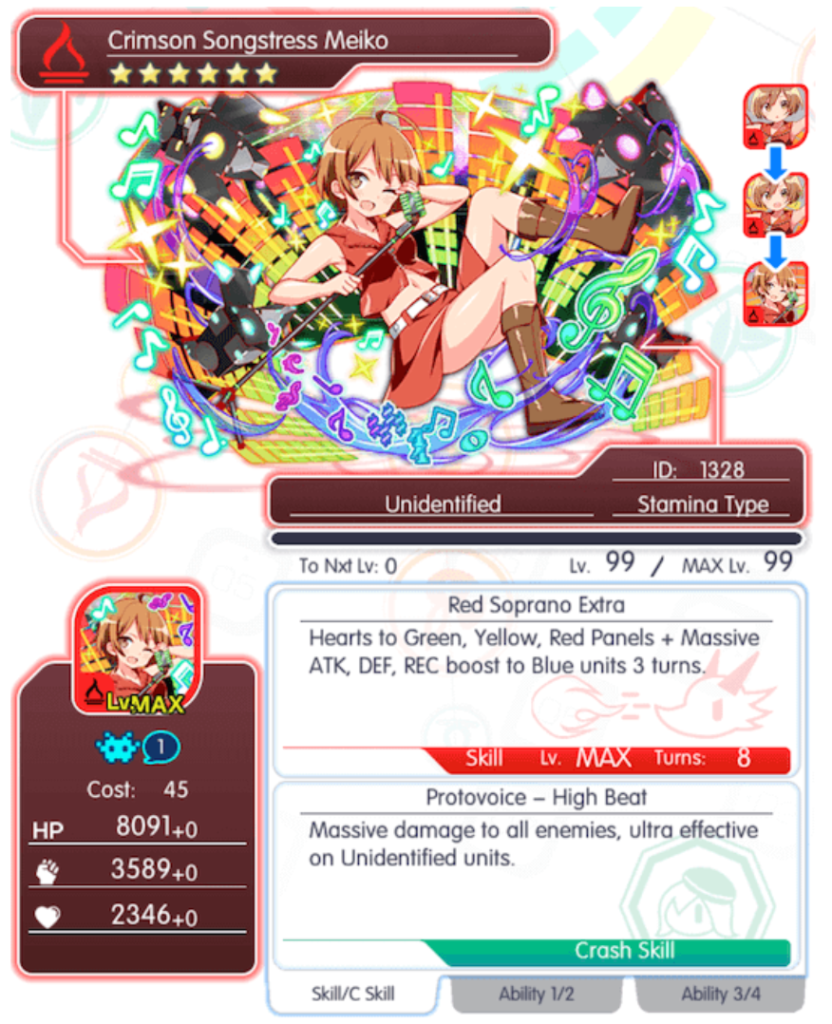 Crimson Songstress Meiko
ID: 1328
Unidentified
Stamina Type
To Nxt Lv: 0
Lv. 99 / MAX Lv. 99
Red Soprano Extra
Hearts to Green, Yellow, Red Panels + Massive
ATK, DEF, REC boost to Blue units 3 turns.
Skill Lv. MAX Turns: 8
Lv.MAX
1
Cost: 45
HP 8091+0
3589+0
2346+0
Protovoice – High Beat
Massive damage to all enemies, ultra effective
on Unidentified units.
Crash Skill
Skill/C Skill
Ability 1/2
Ability 3/4